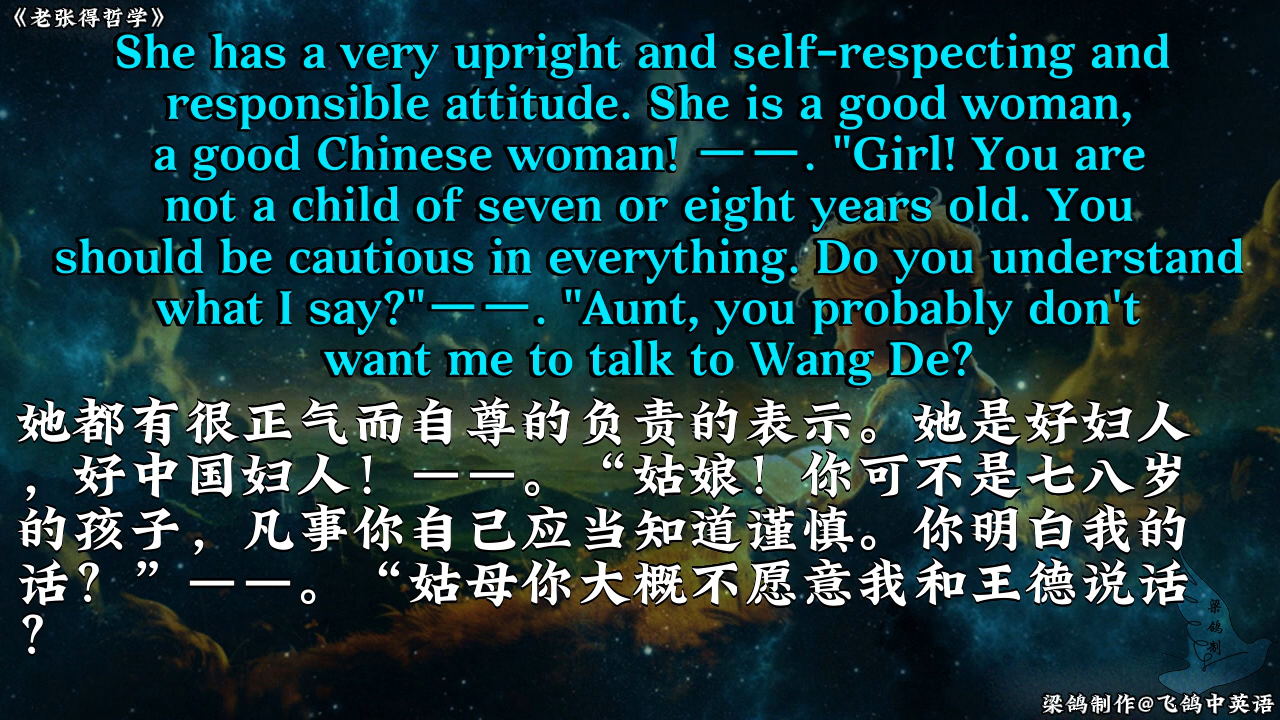 《老张得哲学》
She has a very upright and self-respecting and
responsible attitude. She is a good woman,
a good Chinese woman! ——. "Girl! You are
not a child of seven or eight years old. You
should be cautious in everything. Do you understand
what I say?"——. "Aunt, you probably don't
want me to talk to Wang De?
她都有很正气而自尊的负责的表示。她是好妇人
，好中国妇人！——。“姑娘！你可不是七八岁
的孩子，凡事你自己应当知道谨慎。你明白我的
话？”——。“姑母你大概不愿意我和王德说话
？
梁鸽制
梁鸽制作@飞鸽中英语